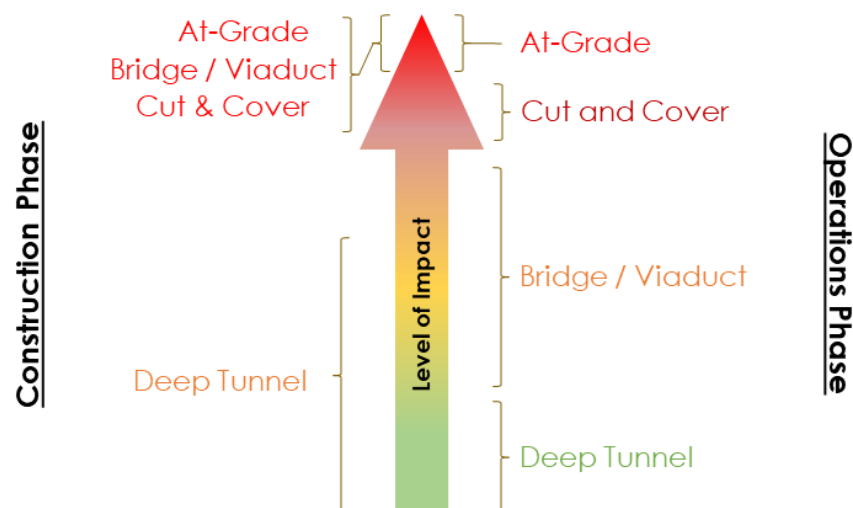 Construction Phase
At-Grade
Bridge / Viaduct
Cut & Cover
Deep Tunnel
Level of Impact
At-Grade
Cut and Cover
Bridge / Viaduct
Deep Tunnel
Operations Phase